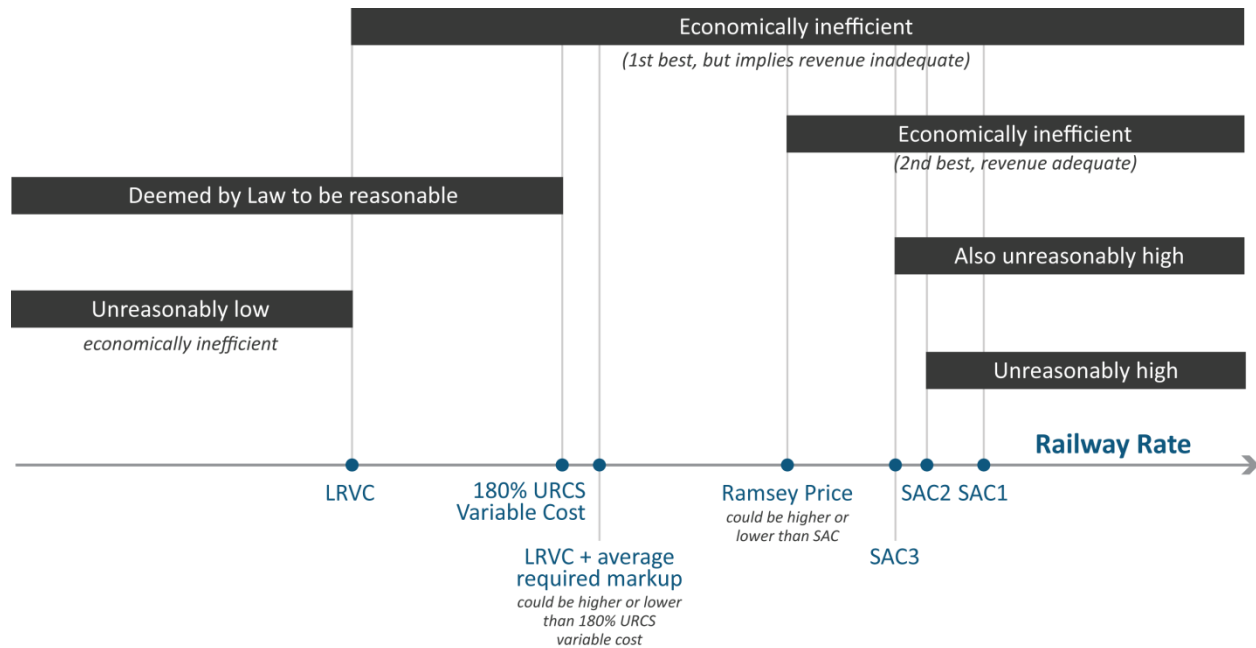 Economically inefficient
(1st best, but implies revenue inadequate)
Economically inefficient
(2nd best, revenue adequate)
Deemed by Law to be reasonable
Also unreasonably high
Unreasonably low
economically inefficient
Unreasonably high
Railway Rate
LRVC
180% URCS
Variable Cost
LRVC + average
required markup
could be higher or lower
than 180% URCS
variable cost
Ramsey Price
could be higher or
lower than SAC
SAC3
SAC2
SAC1